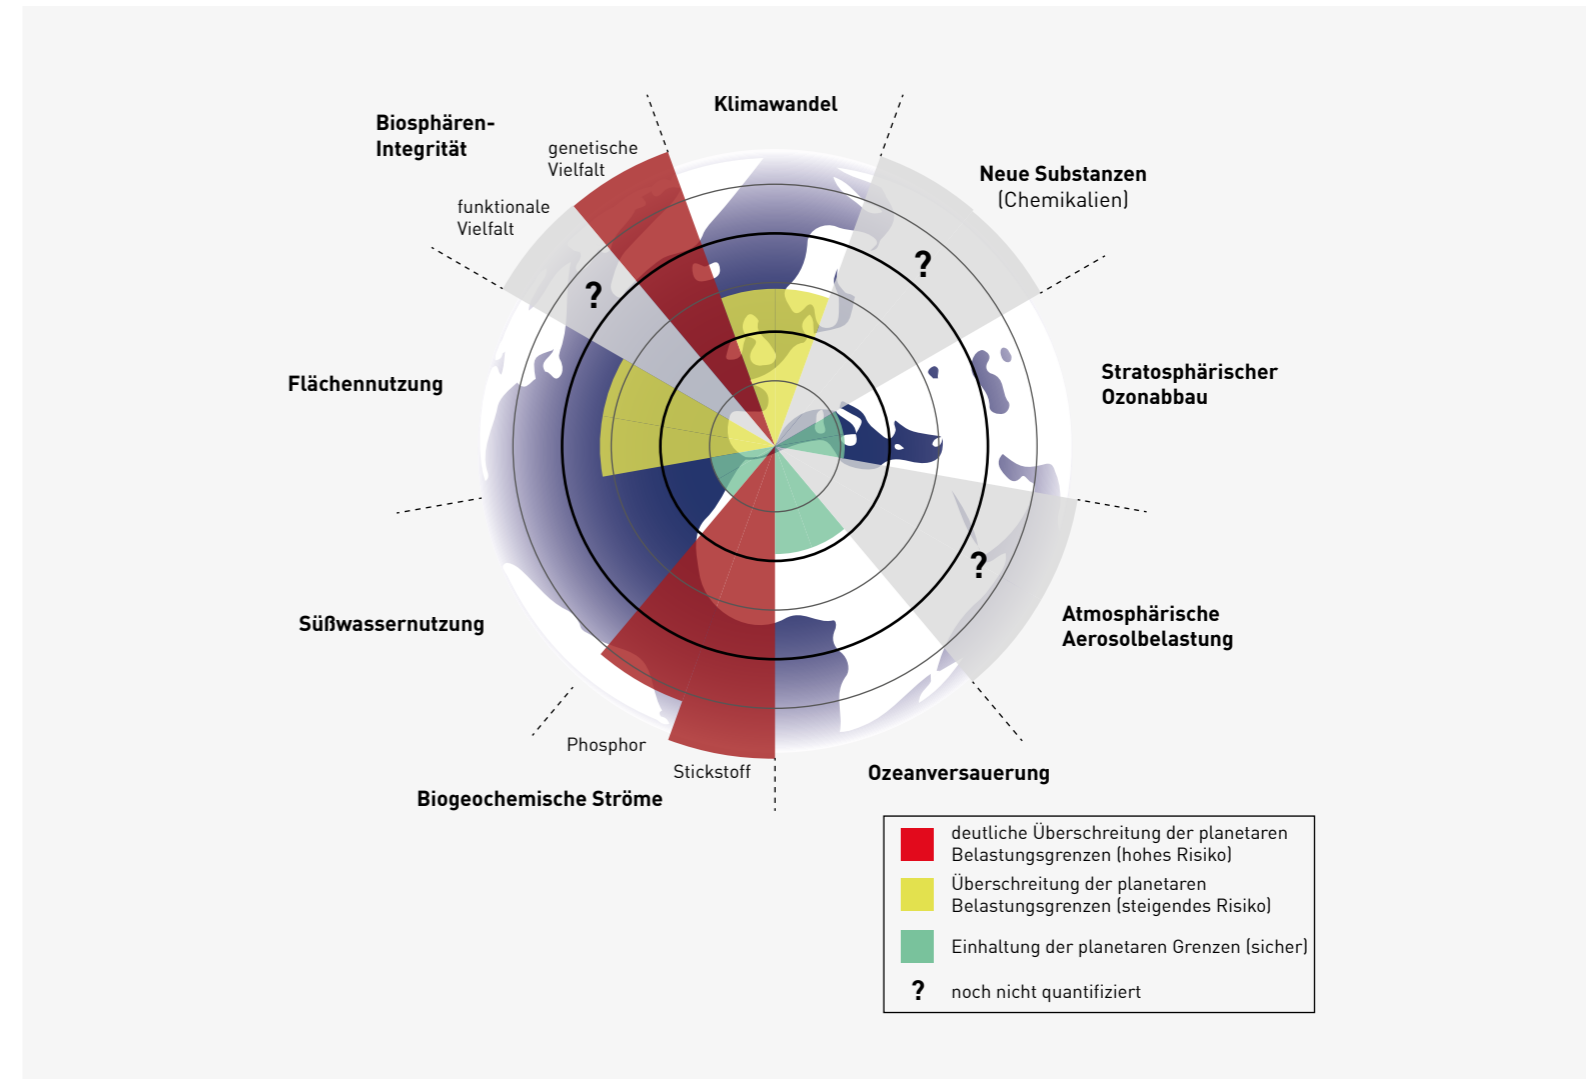 Klimawandel
Biosphären-
Integrität
genetische
Vielfalt
funktionale
Vielfalt
?
Neue Substanzen
(Chemikalien)
?
Flächennutzung
Stratosphärischer
Ozonabbau
?
Süßwassernutzung
Atmosphärische
Aerosolbelastung
Phosphor
Stickstoff
Biogeochemische Ströme
Ozeanversauerung
deutliche Überschreitung der planetaren
Belastungsgrenzen (hohes Risiko)
Überschreitung der planetaren
Belastungsgrenzen (steigendes Risiko)
Einhaltung der planetaren Grenzen (sicher)
? noch nicht quantifiziert